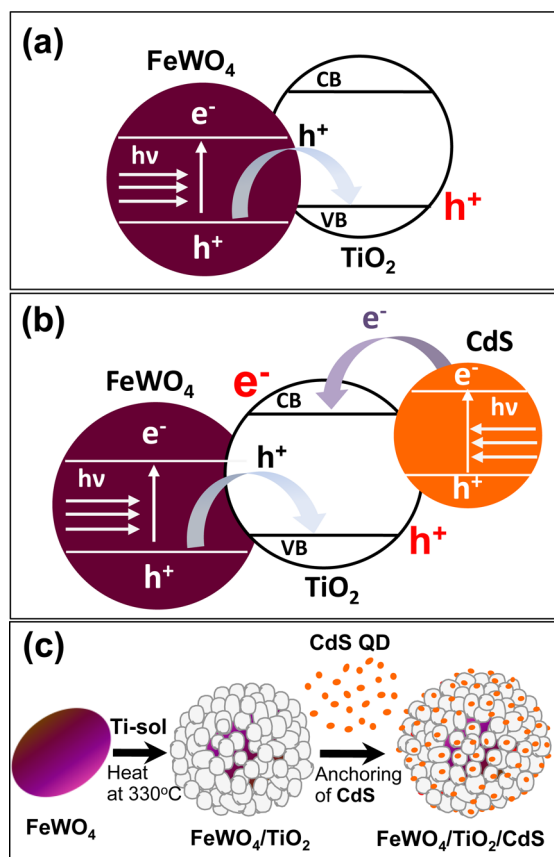 (a)
FeWO₄
CB
e⁻
h⁺
hν
VB
h⁺
h⁺
TiO₂
(b)
e⁻
CdS
FeWO₄
e⁻
CB
e⁻
hν
e⁻
h⁺
hν
h⁺
VB
h⁺
h⁺
TiO₂
(c)
CdS QD
Ti-sol
Heat
at 330°C
Anchoring
of CdS
FeWO₄
FeWO₄/TiO₂
FeWO₄/TiO₂/CdS